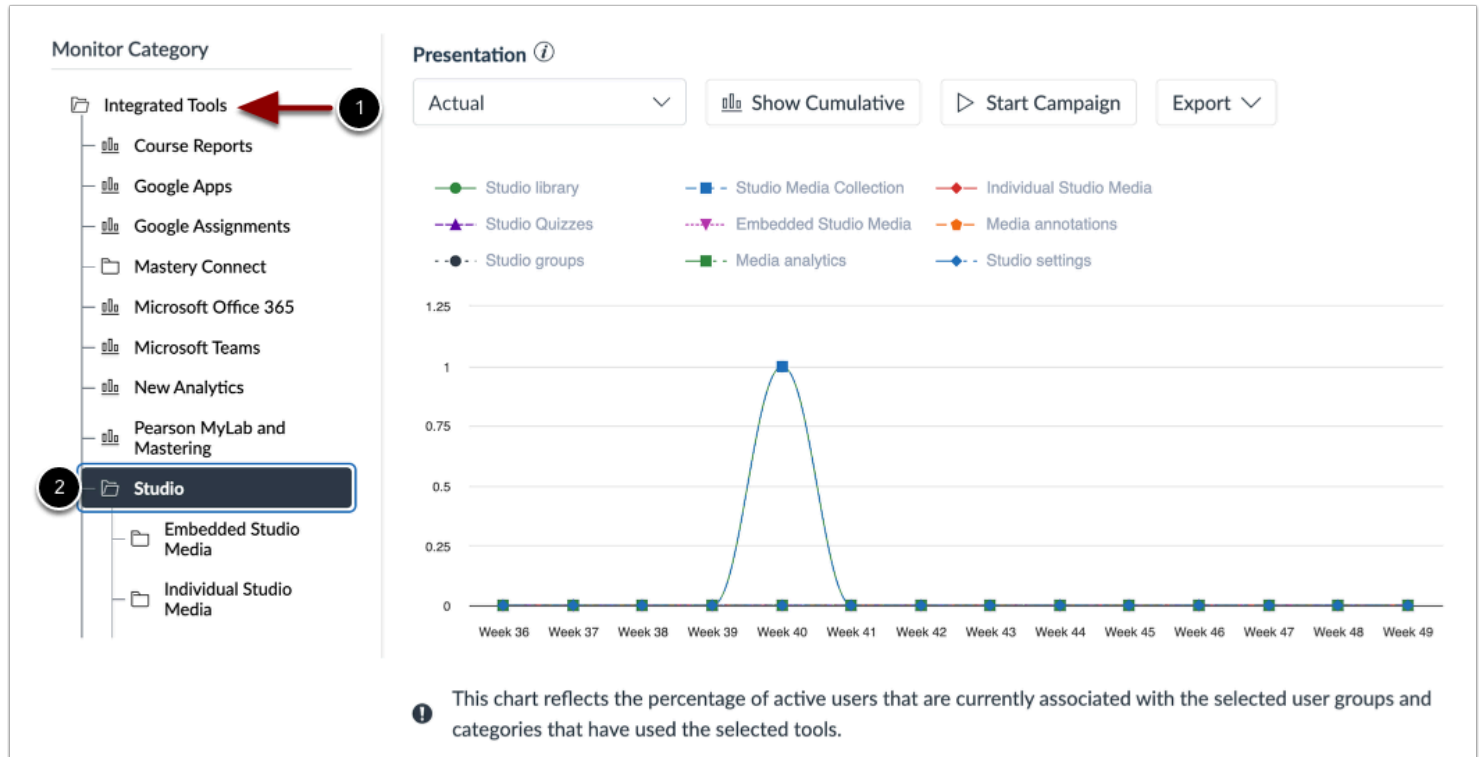 Monitor Category
Integrated Tools
1
Course Reports
Google Apps
Google Assignments
Mastery Connect
Microsoft Office 365
Microsoft Teams
New Analytics
Pearson MyLab and
Mastering
2
Studio
Embedded Studio
Media
Individual Studio
Media
Presentation
Actual
Show Cumulative
Start Campaign
Export
Studio library
Studio Media Collection
Individual Studio Media
Studio Quizzes
Embedded Studio Media
Media annotations
Studio groups
Media analytics
Studio settings
1.25
1
0.75
0.5
0.25
0
Week 36
Week 37
Week 38
Week 39
Week 40
Week 41
Week 42
Week 43
Week 44
Week 45
Week 46
Week 47
Week 48
Week 49
This chart reflects the percentage of active users that are currently associated with the selected user groups and
categories that have used the selected tools.